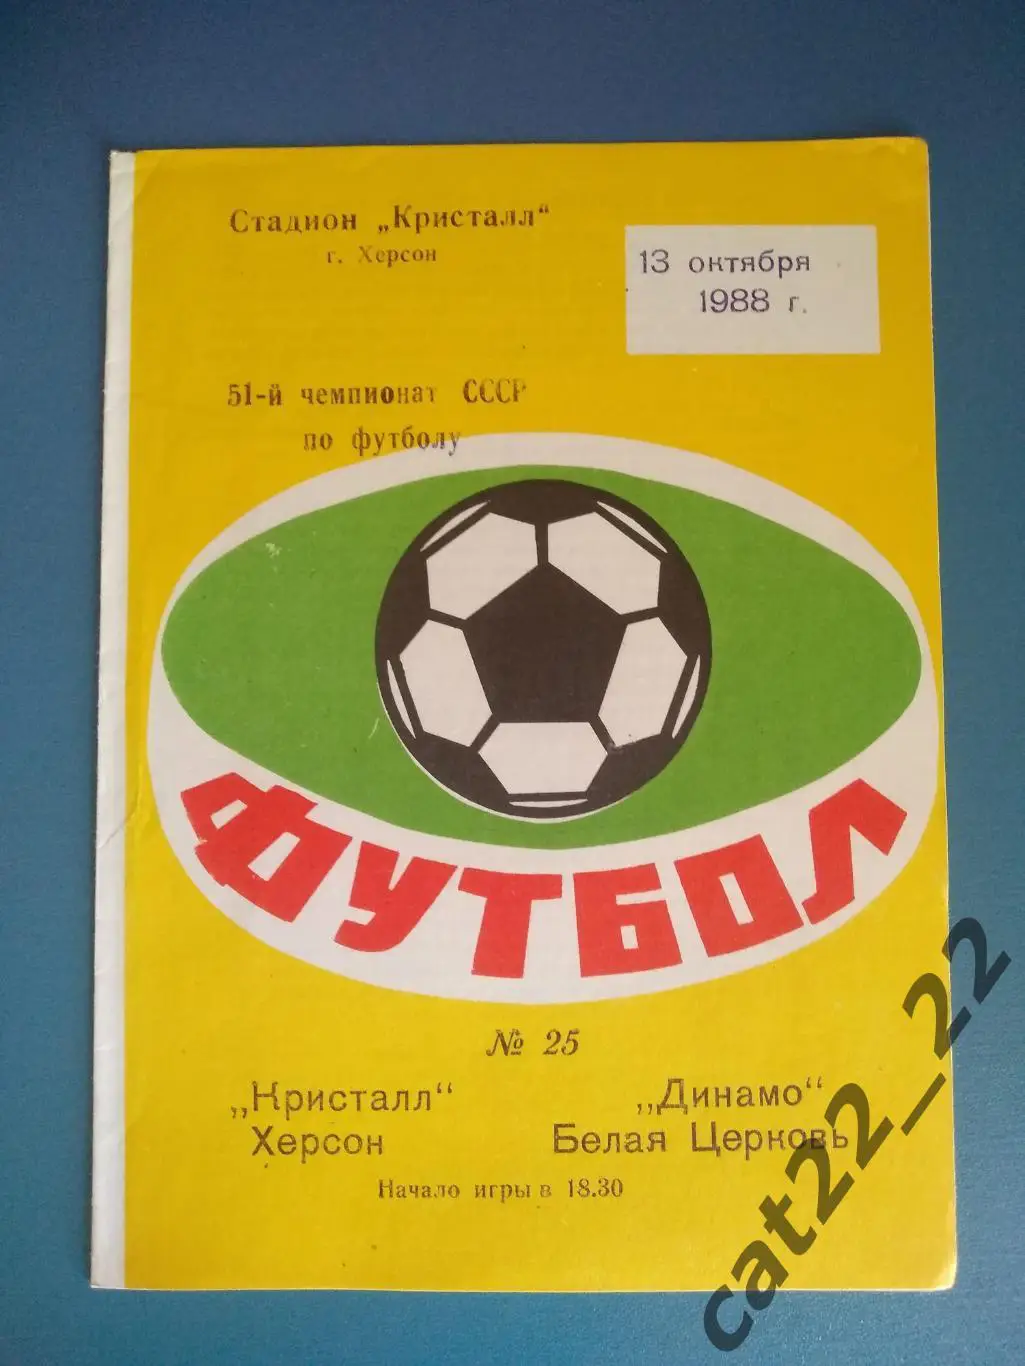 Стадион „Кристалл“
г. Херсон
13 октября
1988 г.
51-й чемпионат СССР
по футболу
ФУТБОЛ
№ 25
„Кристалл“
Херсон
„Динамо“
Белая Церковь
Начало игры в 18.30
cat22_22